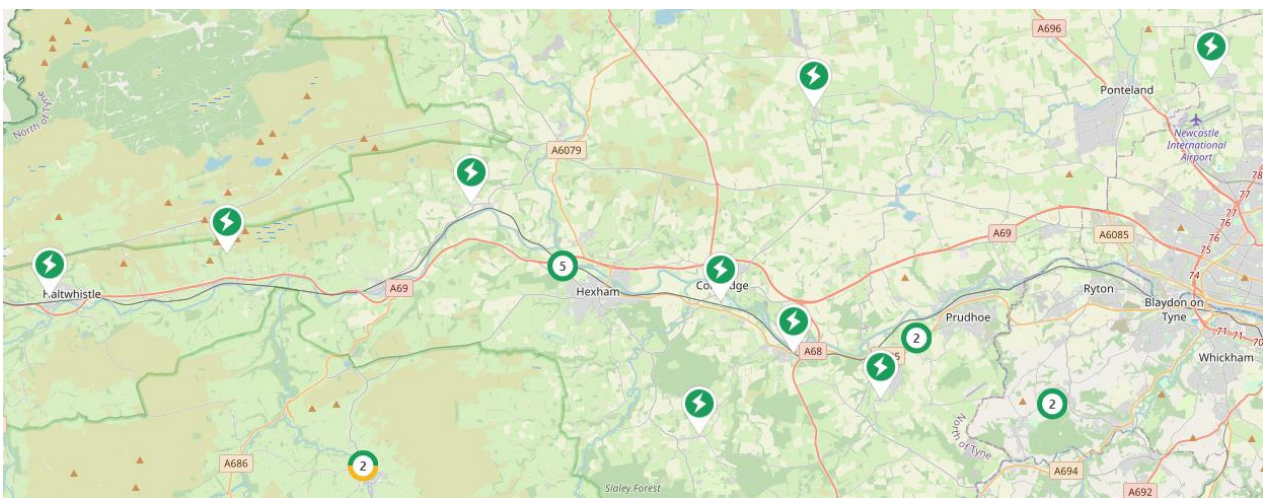 A696
Ponteland
North of Tyne
Newcastle
International
Airport
A6079
78
77
77
76
76
75
74
A69
A6085
Haltwhistle
A69
5
Hexham
Ryton
Blaydon on
Tyne
Prudhoe
A68
2
71
71
70
Whickham
2
North of Tyne
A686
2
Slaley Forest
A694
A692